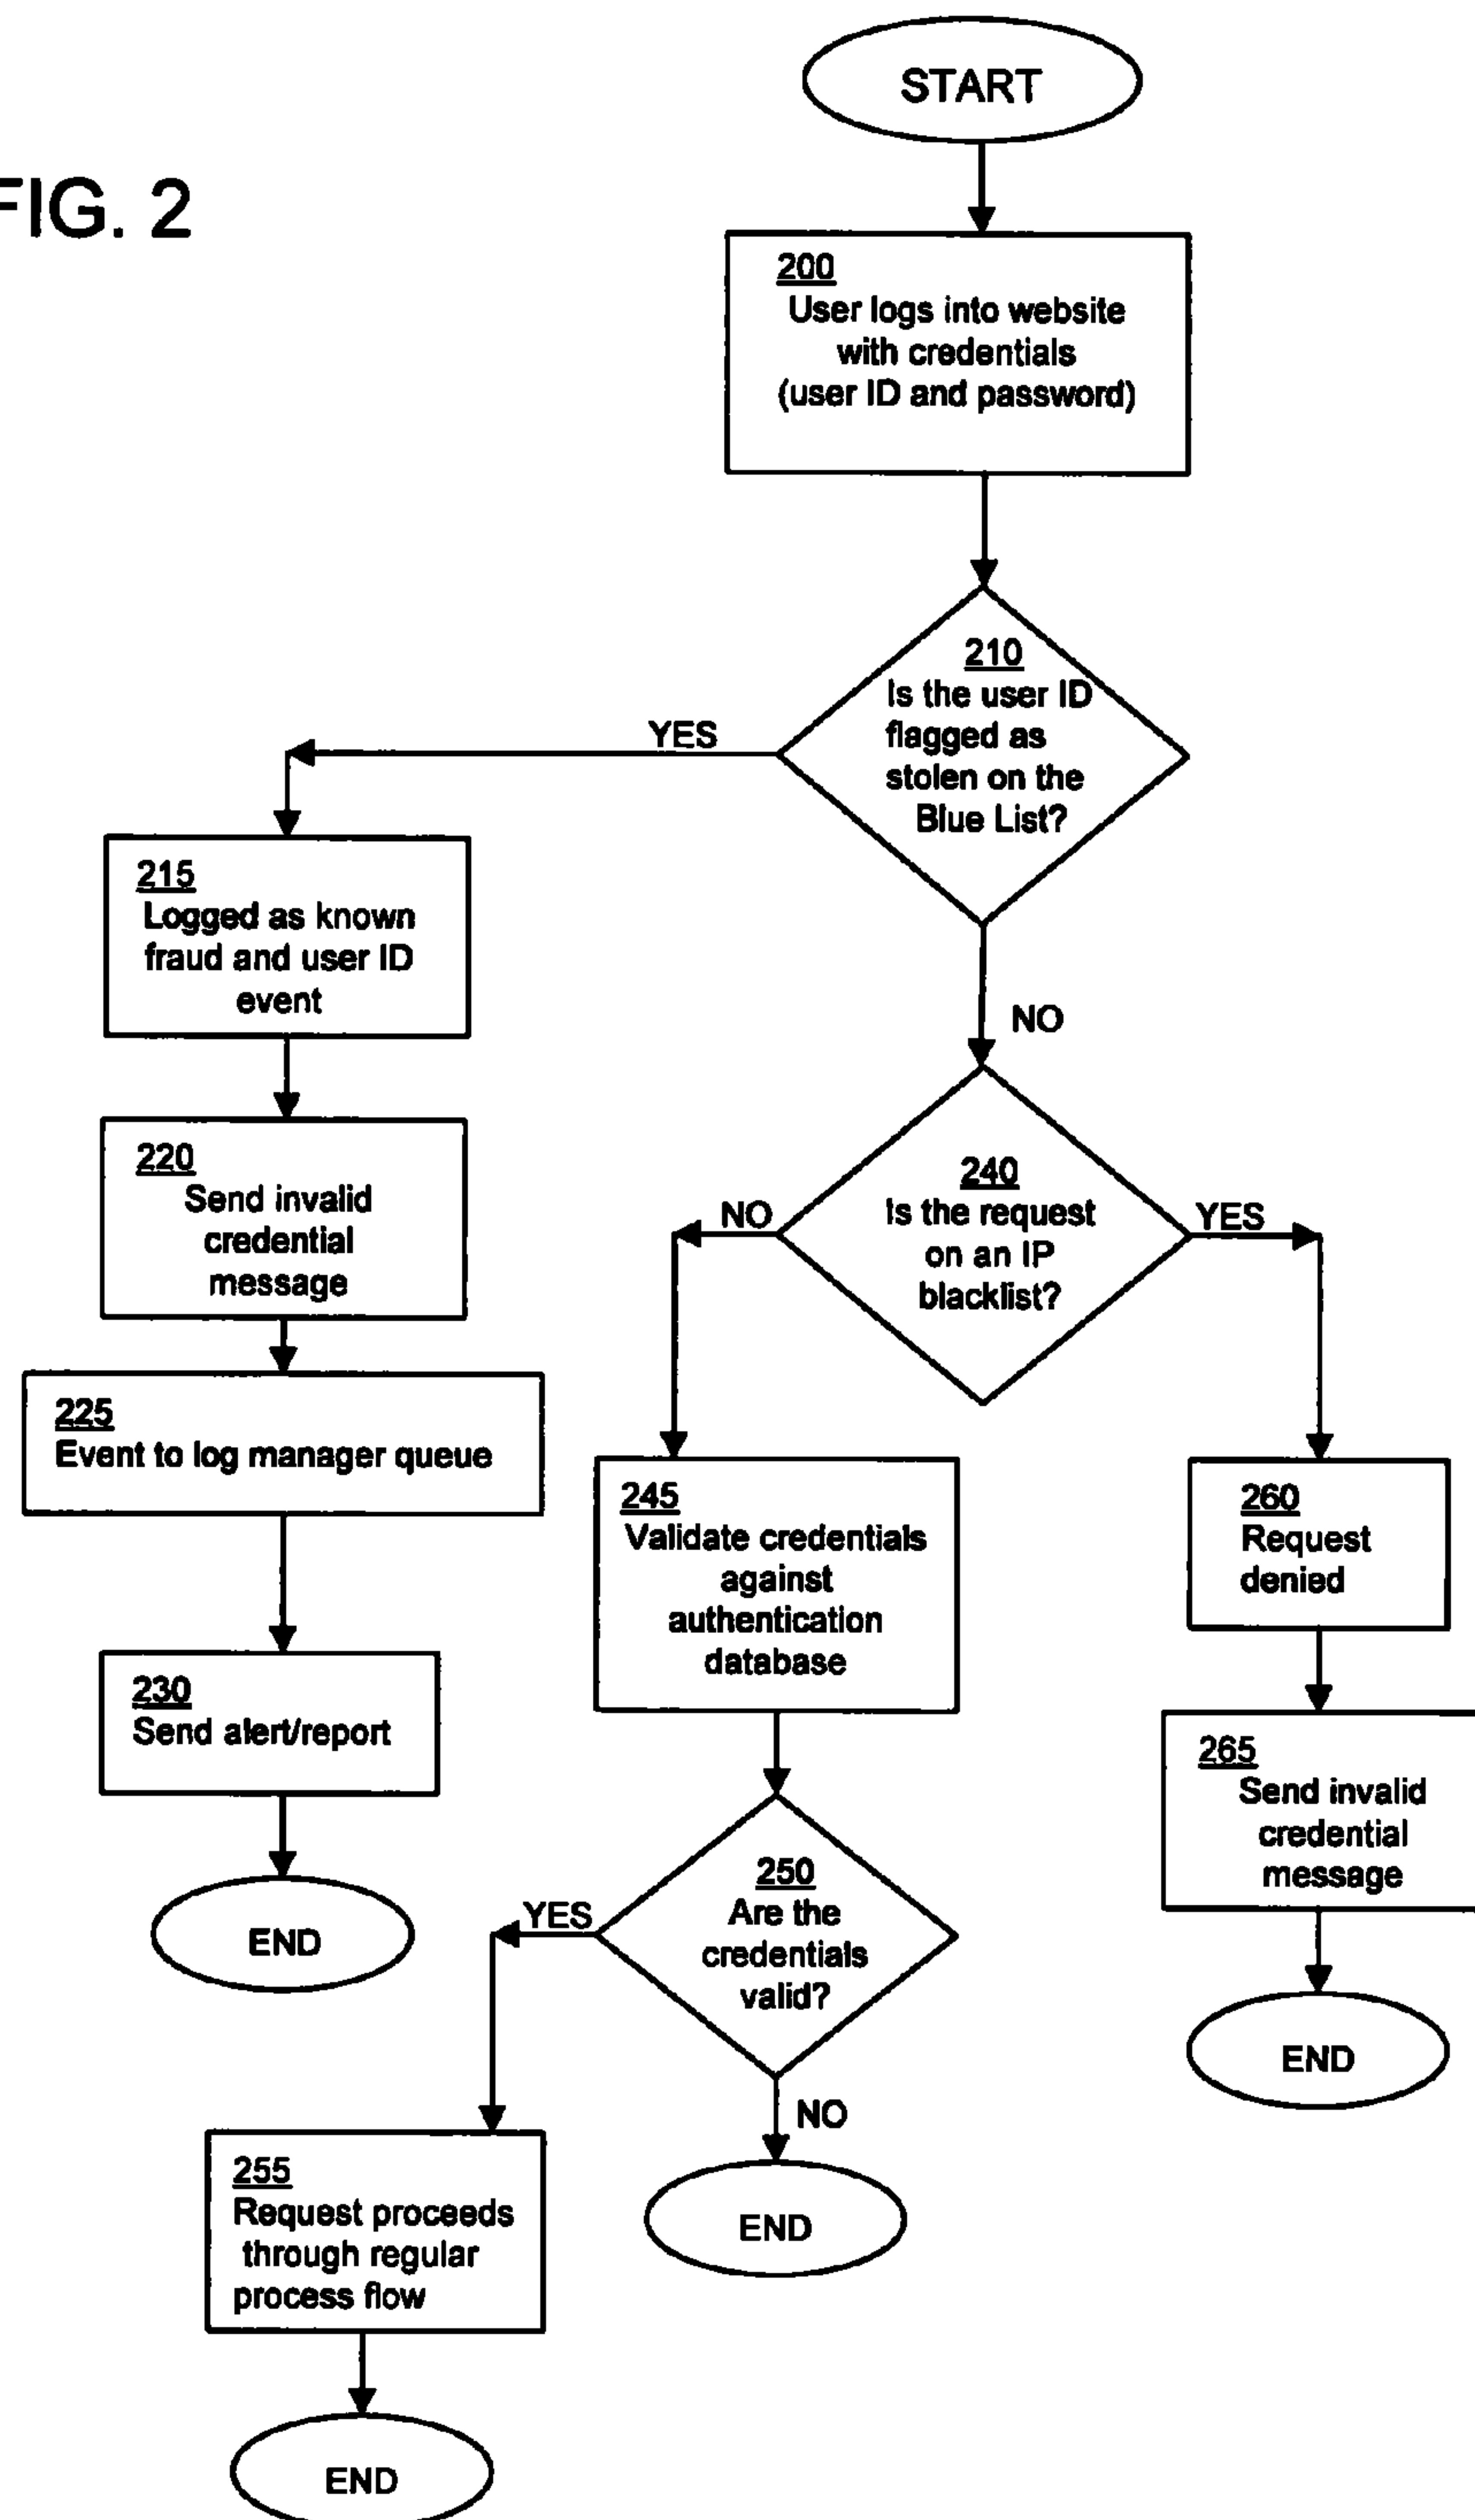 START
FIG. 2
200
User logs into website
with credentials
(user ID and password)
210
Is the user ID
flagged as
stolen on the
Blue List?
YES
NO
215
Logged as known
fraud and user ID
event
220
Send invalid
credential
message
225
Event to log manager queue
230
Send alert/report
END
240
Is the request
on an IP
blacklist?
NO
YES
245
Validate credentials
against
authentication
database
260
Request
denied
265
Send invalid
credential
message
END
250
Are the
credentials
valid?
YES
NO
END
255
Request proceeds
through regular
process flow
END